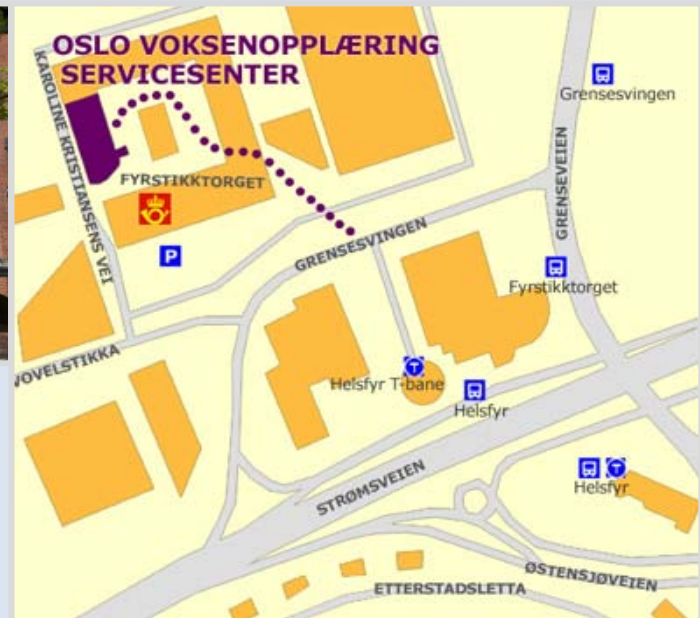 OSLO VOKSENOPPLÆRING
SERVICESENTER
KAROLINE KRISTIANSENS VEI
Grensesvingen
FYRSTIKKTORGET
GRENSEVEIEN
P
GRENSESVINGEN
Fyrstikktorget
VOVELSTIKKA
T
Helsfyr T-bane
Helsfyr
STRØMSVEIEN
T
Helsfyr
ØSTENSJØVEIEN
ETTERSTADSLETTA